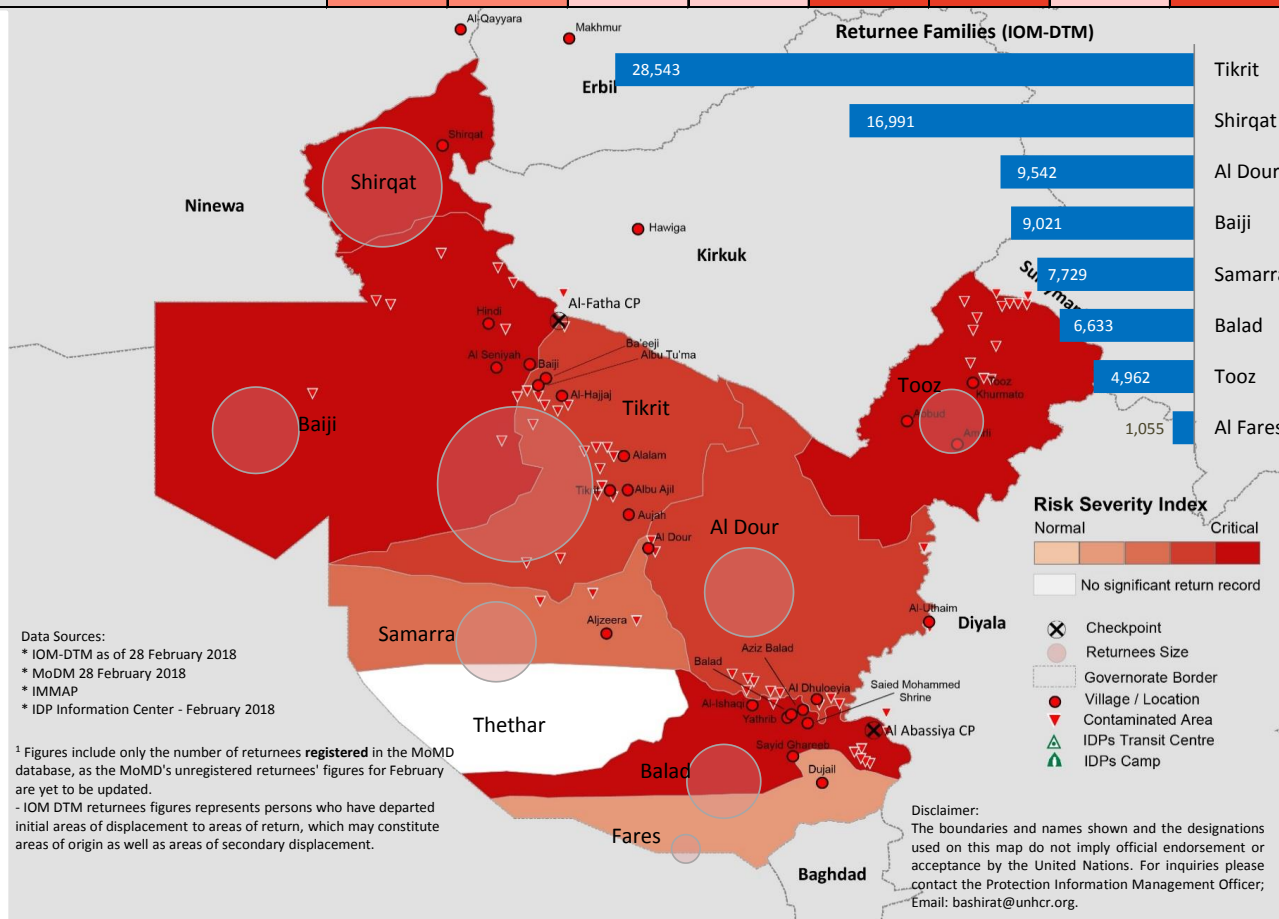 Al-Qayyara
Makhmur
Erbil
Returnee Families (IOM-DTM)
28,543 Tikrit
16,991 Shirqat
9,542 Al Dour
9,021 Baiji
7,729 Samarra
6,633 Balad
4,962 Tooz
1,055 Al Fares
Shirqat
Shirqat
Ninewa
Hawiga
Kirkuk
Al-Fatha CP
Hindi
Ba'eeji
Albu Tu'ma
Al Seniyah
Baiji
Al-Hajjaj
Tikrit
Baiji
Tooz
Tooz
Khurmato
Abbud
Amrli
Alalam
Tikrit
Albu Ajil
Aujah
Al Dour
Al Dour
Risk Severity Index
Normal Critical
No significant return record
Checkpoint
Returnees Size
Governorate Border
Village / Location
Contaminated Area
IDPs Transit Centre
IDPs Camp
Al-Uthaim
Diyala
Samarra
Aljzeera
Aziz Balad
Balad
Al Dhuloeyia
Saied Mohammed
Shrine
Al-Ishaqi
Yathrib
Al Abassiya CP
Thethar
Sayid Ghareeb
Balad
Dujail
Fares
Baghdad
Data Sources:
* IOM-DTM as of 28 February 2018
* MoDM 28 February 2018
* IMMAP
* IDP Information Center - February 2018
¹ Figures include only the number of returnees registered in the MoMD
database, as the MoMD's unregistered returnees' figures for February
are yet to be updated.
- IOM DTM returnees figures represents persons who have departed
initial areas of displacement to areas of return, which may constitute
areas of origin as well as areas of secondary displacement.
Disclaimer:
The boundaries and names shown and the designations
used on this map do not imply official endorsement or
acceptance by the United Nations. For inquiries please
contact the Protection Information Management Officer;
Email: bashirat@unhcr.org.